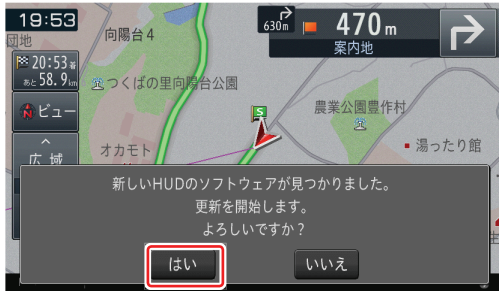 19:53
団地
向陽台4
630m
470m
案内地
20:53着
あと58.9km
つくばの里向陽台公園
ビュー
農業公園豊作村
オカモト
湯ったり館
広域
新しいHUDのソフトウェアが見つかりました。
更新を開始します。
よろしいですか？
はい
いいえ
S